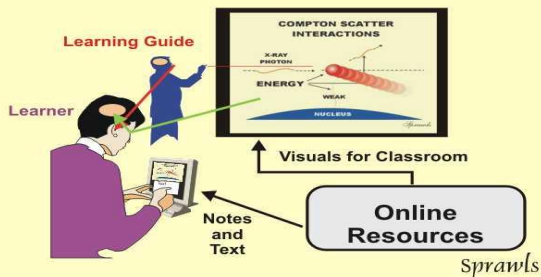 COMPTON SCATTER
INTERACTIONS
Learning Guide
X-RAY
PHOTON
ENERGY
WEAK
Learner
NUCLEUS
Sprawls
Visuals for Classroom
Text
Notes
and
Text
Online
Resources
Sprawls